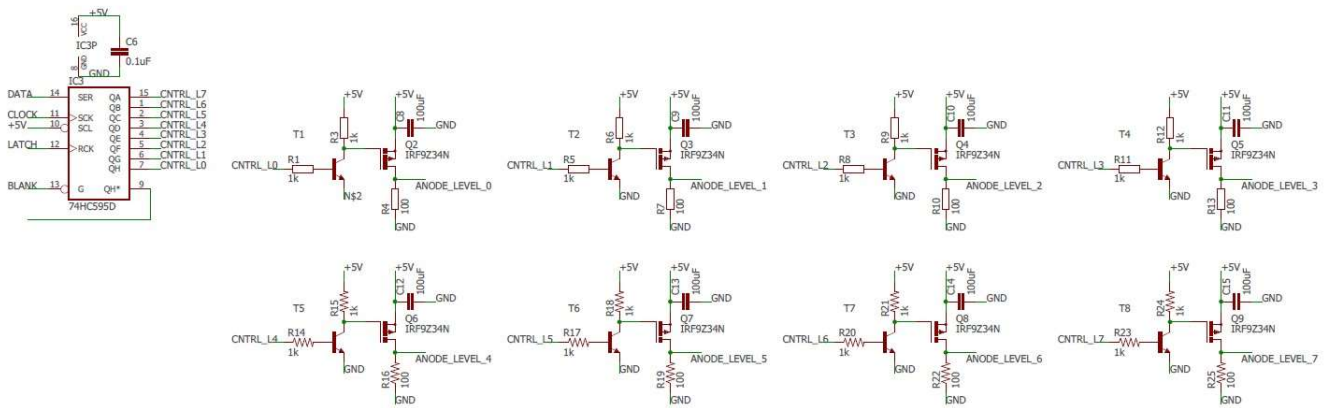 +5V
16
VCC
IC3P
C6
0.1uF
GND
8
GND
IC3
DATA 14 SER QA 15 CNTRL_L7
QB 1 CNTRL_L6
CLOCK 11 SCK QC 2 CNTRL_L5
+5V 10 SCL QD 3 CNTRL_L4
QE 4 CNTRL_L3
LATCH 12 RCK QF 5 CNTRL_L2
QG 6 CNTRL_L1
QH 7 CNTRL_L0
BLANK 13 G QH* 9
74HC595D
+5V +5V
C8 100uF
GND
T1
R3 1k
Q2
IRF9Z34N
CNTRL_L0 R1
1k
ANODE_LEVEL_0
N$2
R4 100
GND
+5V +5V
C9 100uF
GND
T2
R6 1k
Q3
IRF9Z34N
CNTRL_L1 R5
1k
ANODE_LEVEL_1
GND
R7 100
GND
+5V +5V
C10 100uF
GND
T3
R9 1k
Q4
IRF9Z34N
CNTRL_L2 R8
1k
ANODE_LEVEL_2
GND
R10 100
GND
+5V +5V
C11 100uF
GND
T4
R12 1k
Q5
IRF9Z34N
CNTRL_L3 R11
1k
ANODE_LEVEL_3
GND
R13 100
GND
+5V +5V
C12 100uF
GND
T5
R15 1k
Q6
IRF9Z34N
CNTRL_L4 R14
1k
ANODE_LEVEL_4
GND
R16 100
GND
+5V +5V
C13 100uF
GND
T6
R18 1k
Q7
IRF9Z34N
CNTRL_L5 R17
1k
ANODE_LEVEL_5
GND
R19 100
GND
+5V +5V
C14 100uF
GND
T7
R21 1k
Q8
IRF9Z34N
CNTRL_L6 R20
1k
ANODE_LEVEL_6
GND
R22 100
GND
+5V +5V
C15 100uF
GND
T8
R24 1k
Q9
IRF9Z34N
CNTRL_L7 R23
1k
ANODE_LEVEL_7
GND
R25 100
GND